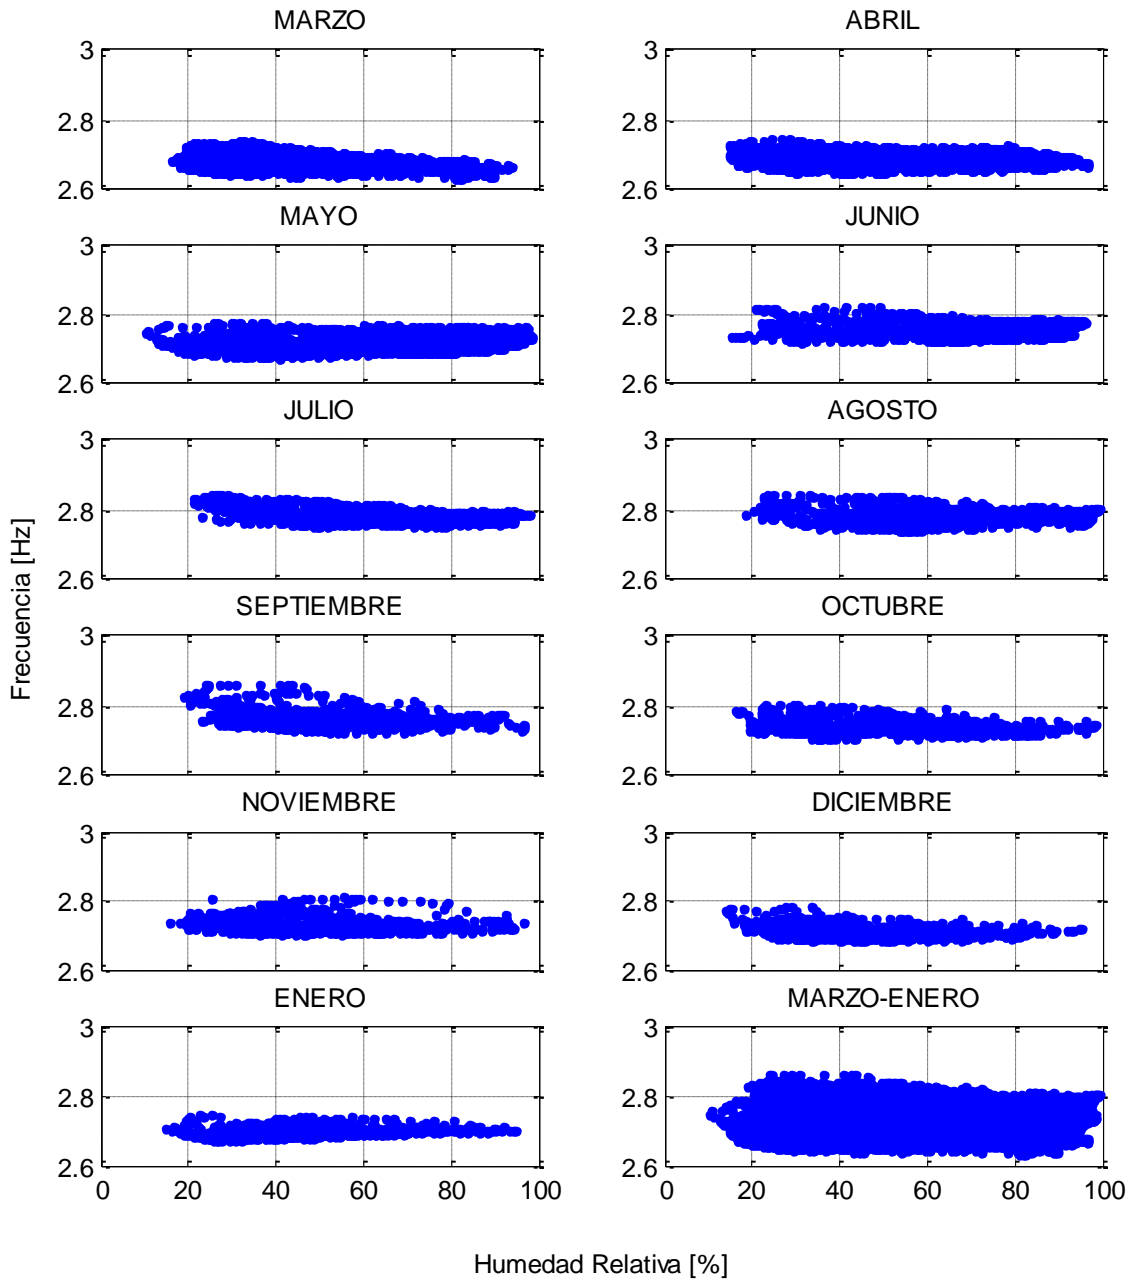 MARZO ABRIL
3 3
2.8 2.8
2.6 2.6
MAYO JUNIO
3 3
2.8 2.8
2.6 2.6
JULIO AGOSTO
3 3
2.8 2.8
2.6 2.6
SEPTIEMBRE OCTUBRE
3 3
2.8 2.8
2.6 2.6
NOVIEMBRE DICIEMBRE
3 3
2.8 2.8
2.6 2.6
ENERO MARZO-ENERO
3 3
2.8 2.8
2.6 2.6
0 20 40 60 80 100 0 20 40 60 80 100
Frecuencia [Hz]
Humedad Relativa [%]